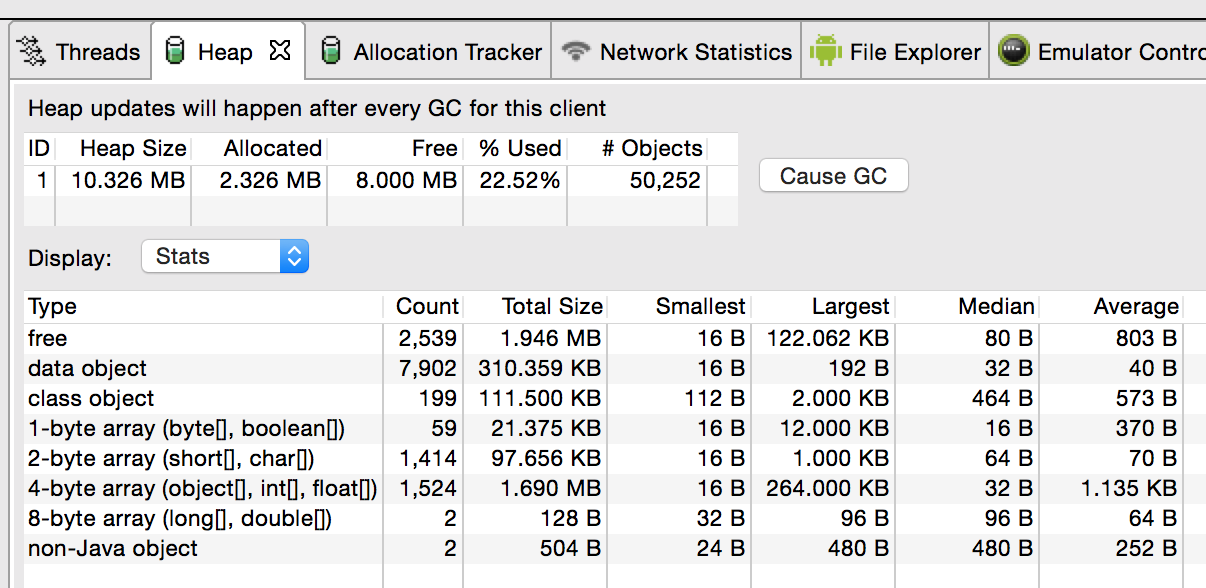 Threads Heap Allocation Tracker Network Statistics File Explorer Emulator Contro
Heap updates will happen after every GC for this client
ID Heap Size Allocated Free % Used # Objects
1 10.326 MB 2.326 MB 8.000 MB 22.52% 50,252 Cause GC
Display: Stats
Type Count Total Size Smallest Largest Median Average
free 2,539 1.946 MB 16 B 122.062 KB 80 B 803 B
data object 7,902 310.359 KB 16 B 192 B 32 B 40 B
class object 199 111.500 KB 112 B 2.000 KB 464 B 573 B
1-byte array (byte[], boolean[]) 59 21.375 KB 16 B 12.000 KB 16 B 370 B
2-byte array (short[], char[]) 1,414 97.656 KB 16 B 1.000 KB 64 B 70 B
4-byte array (object[], int[], float[]) 1,524 1.690 MB 16 B 264.000 KB 32 B 1.135 KB
8-byte array (long[], double[]) 2 128 B 32 B 96 B 96 B 64 B
non-Java object 2 504 B 24 B 480 B 480 B 252 B